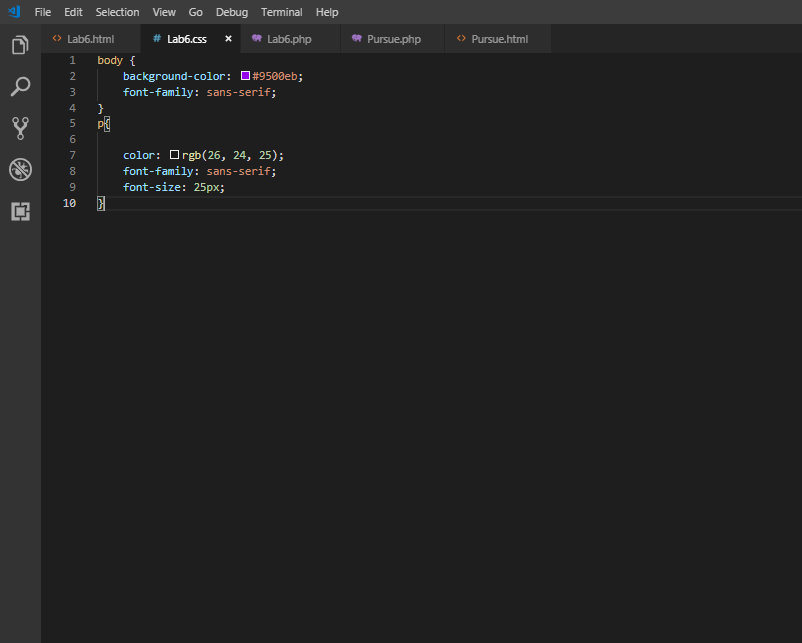 File Edit Selection View Go Debug Terminal Help
Lab6.html Lab6.css Lab6.php Pursue.php Pursue.html
1 body {
2 background-color: #9500eb;
3 font-family: sans-serif;
4 }
5 p{
6
7 color: rgb(26, 24, 25);
8 font-family: sans-serif;
9 font-size: 25px;
10 }